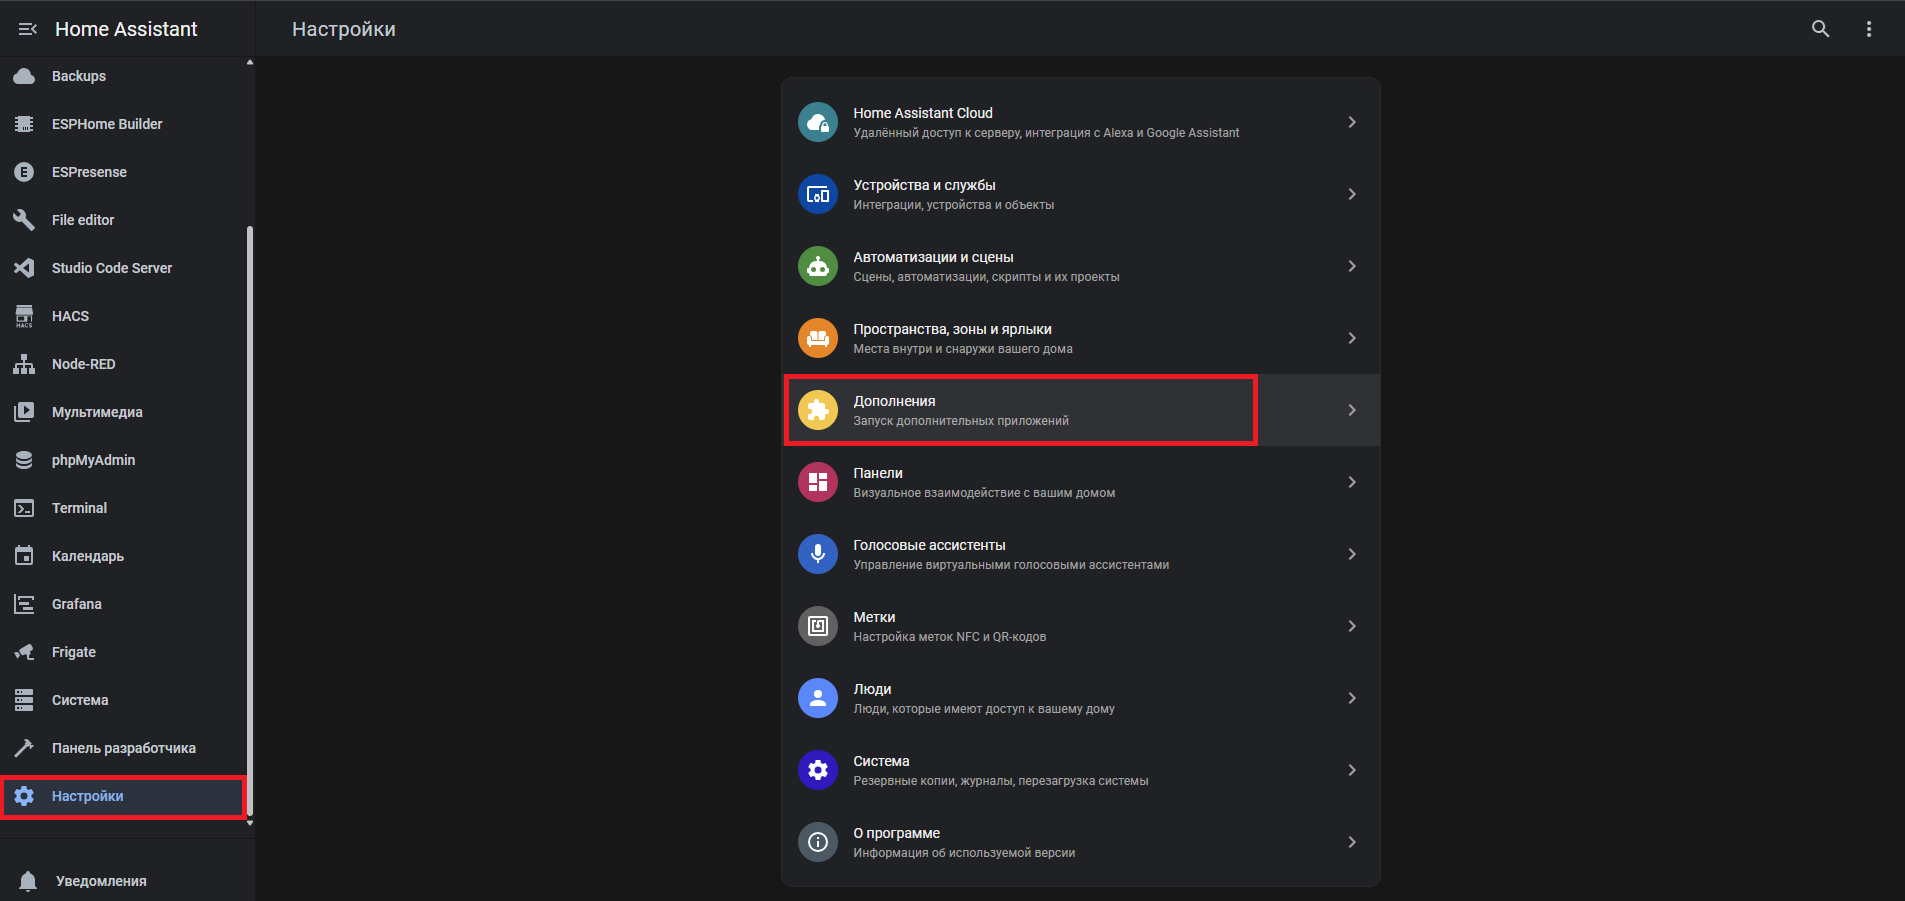 Home Assistant
Настройки
Backups
ESPHome Builder
ESPresense
File editor
Studio Code Server
HACS
HACS
Node-RED
Мультимедиа
phpMyAdmin
Terminal
Календарь
Grafana
Frigate
Система
Панель разработчика
Настройки
Уведомления
Home Assistant Cloud
Удалённый доступ к серверу, интеграция с Alexa и Google Assistant
Устройства и службы
Интеграции, устройства и объекты
Автоматизации и сцены
Сцены, автоматизации, скрипты и их проекты
Пространства, зоны и ярлыки
Места внутри и снаружи вашего дома
Дополнения
Запуск дополнительных приложений
Панели
Визуальное взаимодействие с вашим домом
Голосовые ассистенты
Управление виртуальными голосовыми ассистентами
Метки
Настройка меток NFC и QR-кодов
Люди
Люди, которые имеют доступ к вашему дому
Система
Резервные копии, журналы, перезагрузка системы
О программе
Информация об используемой версии